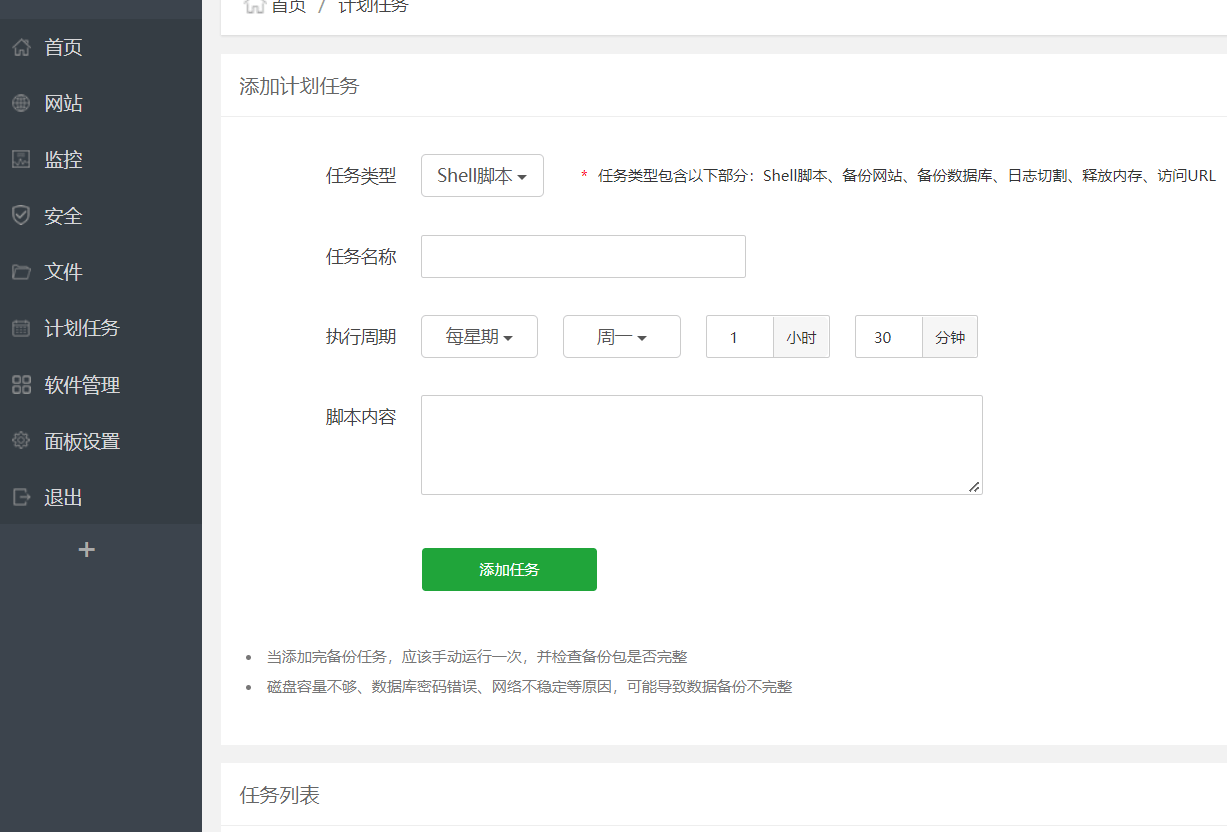 首页 / 计划任务
首页
网站
监控
安全
文件
计划任务
软件管理
面板设置
退出
+
添加计划任务
任务类型 Shell脚本 * 任务类型包含以下部分：Shell脚本、备份网站、备份数据库、日志切割、释放内存、访问URL
任务名称
执行周期 每星期 周一 1 小时 30 分钟
脚本内容
添加任务
• 当添加完备份任务，应该手动运行一次，并检查备份包是否完整
• 磁盘容量不够、数据库密码错误、网络不稳定等原因，可能导致数据备份不完整
任务列表